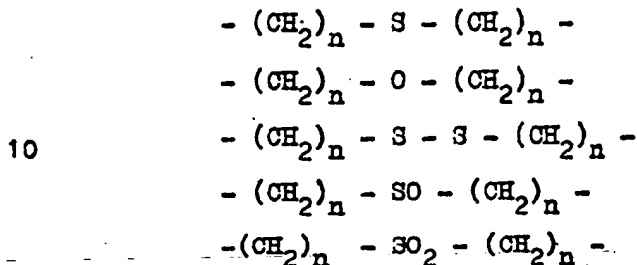 - (CH₂)ₙ - S - (CH₂)ₙ -
- (CH₂)ₙ - O - (CH₂)ₙ -
10 - (CH₂)ₙ - S - S - (CH₂)ₙ -
- (CH₂)ₙ - SO - (CH₂)ₙ -
-(CH₂)ₙ - SO₂ - (CH₂)ₙ -